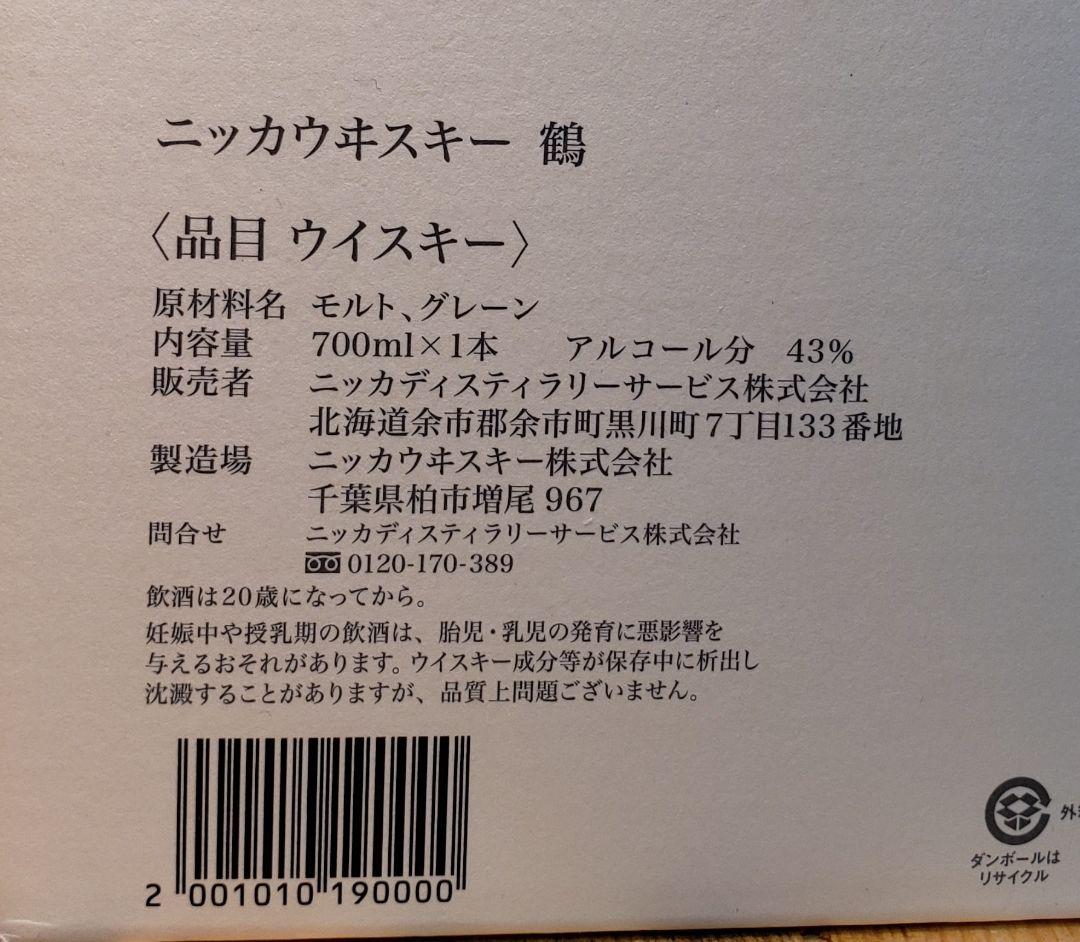 ニッカウヰスキー 鶴
〈品目 ウイスキー〉
原材料名 モルト、グレーン
内容量 700ml×1本 アルコール分 43%
販売者 ニッカディスティラリーサービス株式会社
北海道余市郡余市町黒川町7丁目133番地
製造場 ニッカウヰスキー株式会社
千葉県柏市増尾967
問合せ ニッカディスティラリーサービス株式会社
0120-170-389
飲酒は20歳になってから。
妊娠中や授乳期の飲酒は、胎児・乳児の発育に悪影響を
与えるおそれがあります。ウイスキー成分等が保存中に析出し
沈澱することがありますが、品質上問題ございません。
2 001010 190000
外
ダンボールは
リサイクル